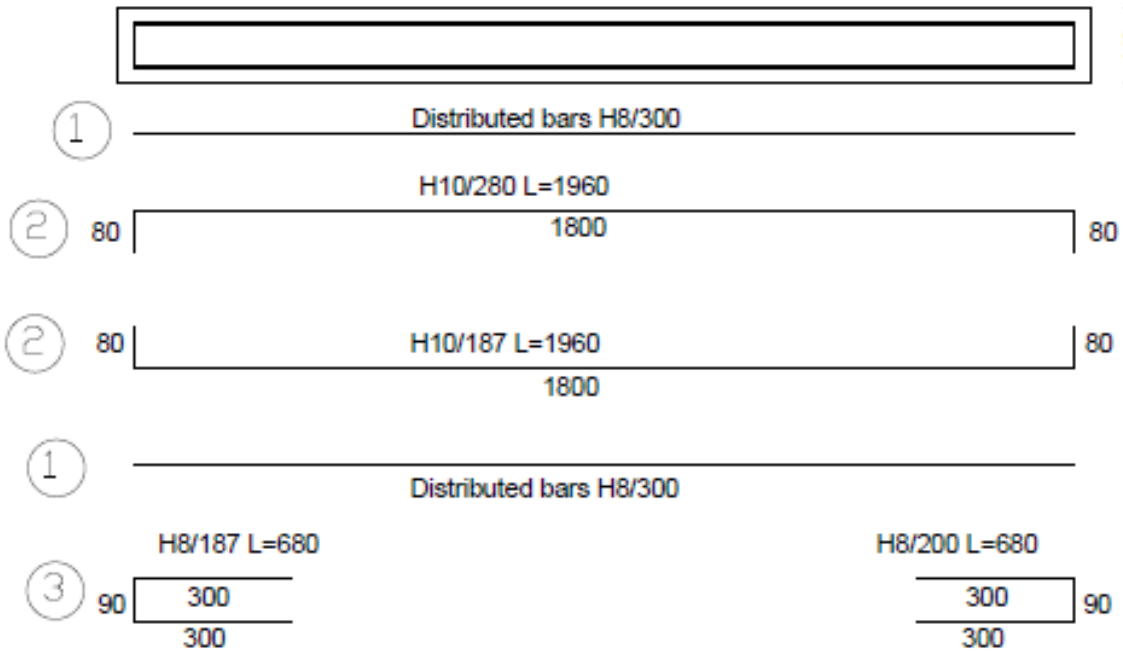 1
Distributed bars H8/300
H10/280 L=1960
2 80 1800 80
2 80 H10/187 L=1960 80
1800
1
Distributed bars H8/300
H8/187 L=680 H8/200 L=680
3 90 300 300 90
300 300